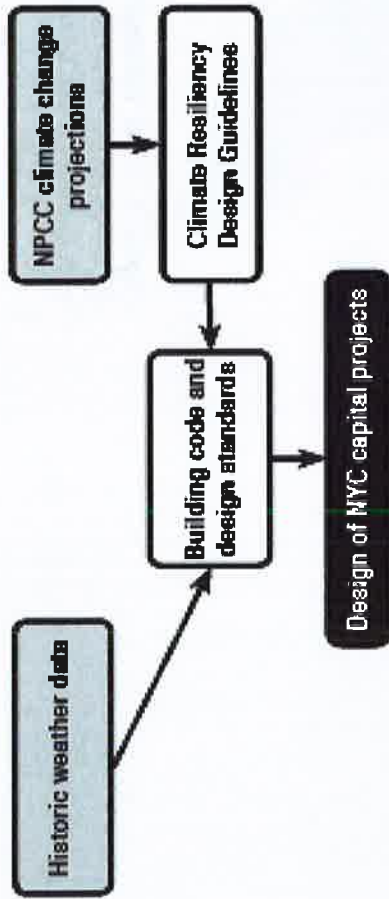 Historic weather data
NPCC climate change
projections
Building code and
design standards
Climate Resiliency
Design Guidelines
Design of NYC capital projects